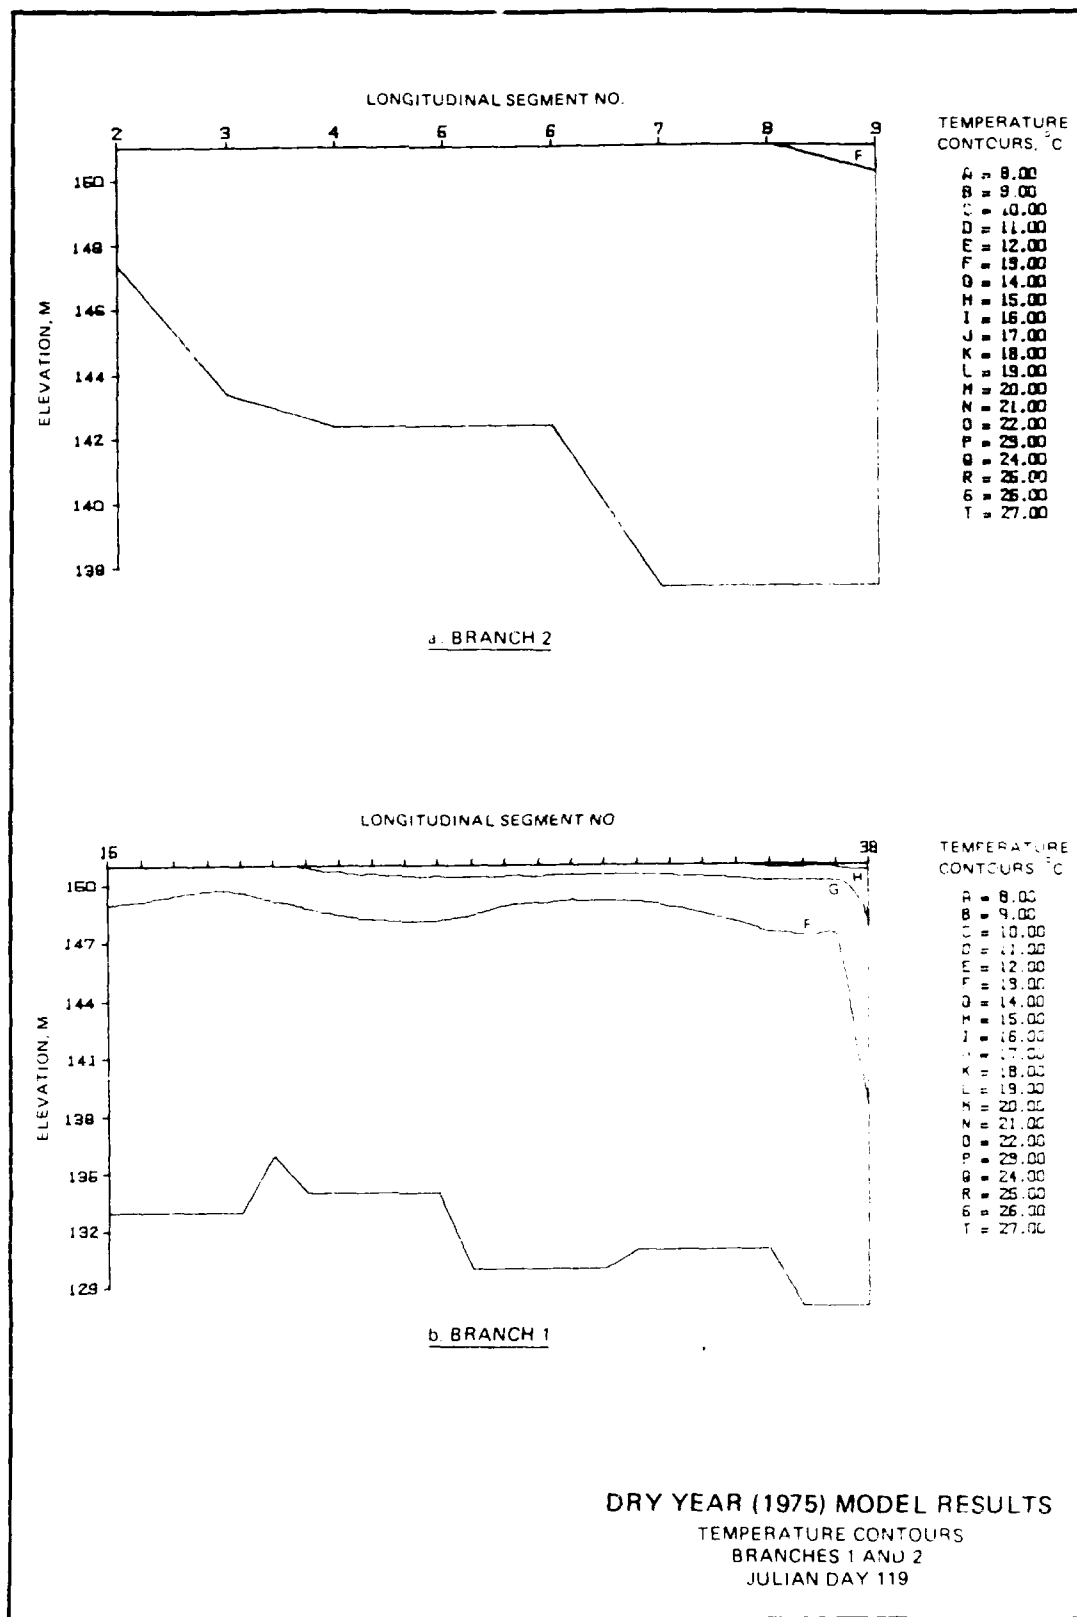 LONGITUDINAL SEGMENT NO.
2 3 4 5 6 7 8 9
F
150
148
146
144
142
140
138
ELEVATION, M
TEMPERATURE
CONTOURS, °C
A = 8.00
B = 9.00
C = 10.00
D = 11.00
E = 12.00
F = 13.00
G = 14.00
H = 15.00
I = 16.00
J = 17.00
K = 18.00
L = 19.00
M = 20.00
N = 21.00
O = 22.00
P = 23.00
Q = 24.00
R = 25.00
S = 26.00
T = 27.00
a. BRANCH 2
LONGITUDINAL SEGMENT NO
15 38
H
G
F
150
147
144
141
138
135
132
129
ELEVATION, M
TEMPERATURE
CONTOURS °C
A = 8.00
B = 9.00
C = 10.00
D = 11.00
E = 12.00
F = 13.00
G = 14.00
H = 15.00
I = 16.00
J = 17.00
K = 18.00
L = 19.00
M = 20.00
N = 21.00
O = 22.00
P = 23.00
Q = 24.00
R = 25.00
S = 26.00
T = 27.00
b. BRANCH 1
DRY YEAR (1975) MODEL RESULTS
TEMPERATURE CONTOURS
BRANCHES 1 AND 2
JULIAN DAY 119